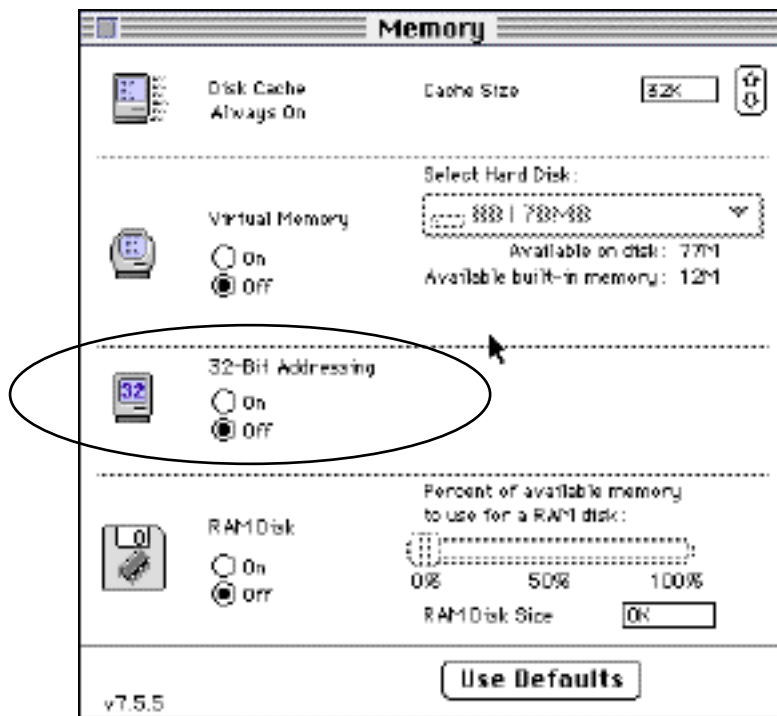 Memory
Disk Cache
Always On
Cache Size
32K
Select Hard Disk:
Virtual Memory
On
Off
Available on disk: 77M
Available built-in memory: 12M
32-Bit Addressing
32
On
Off
Percent of available memory
to use for a RAM disk:
RAM Disk
On
Off
0%
50%
100%
RAM Disk Size
0K
Use Defaults
v7.5.5